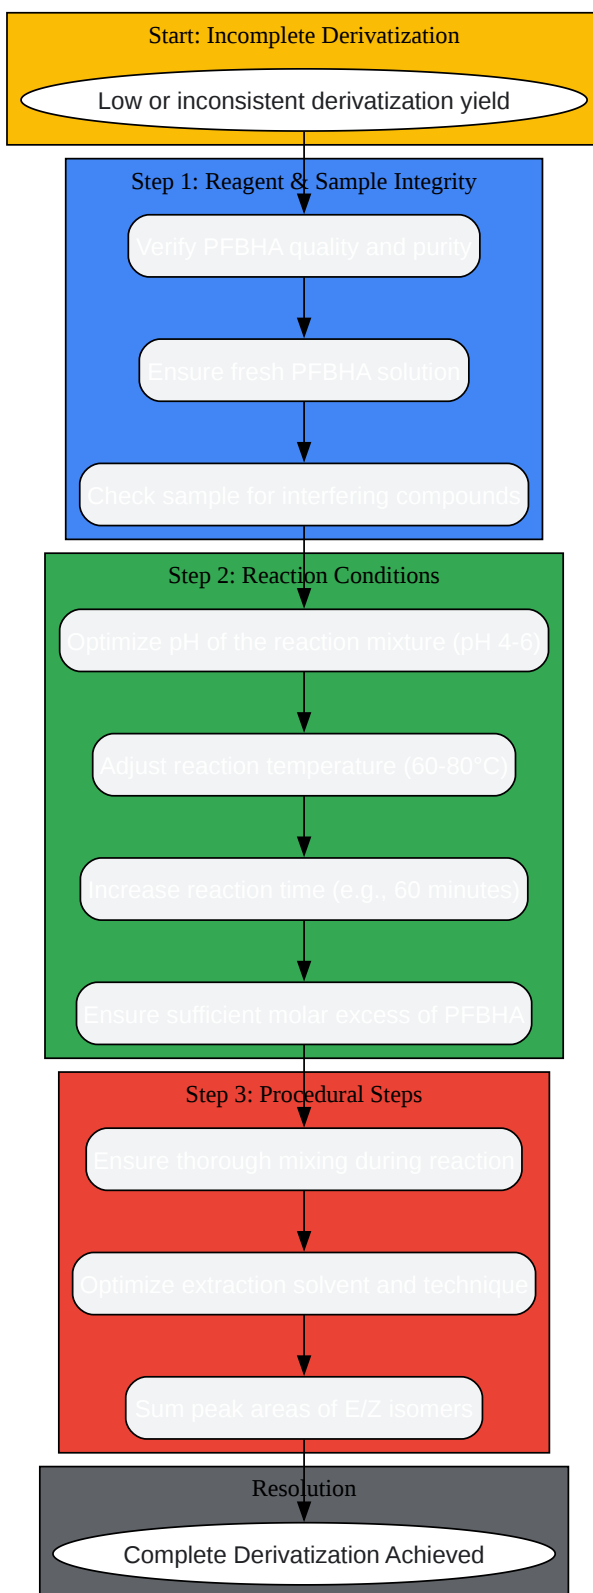 Start: Incomplete Derivatization
Low or inconsistent derivatization yield
Step 1: Reagent & Sample Integrity
Verify PFBHA quality and purity
Ensure fresh PFBHA solution
Check sample for interfering compounds
Step 2: Reaction Conditions
Optimize pH of the reaction mixture (pH 4-6)
Adjust reaction temperature (60-80°C)
Increase reaction time (e.g., 60 minutes)
Ensure sufficient molar excess of PFBHA
Step 3: Procedural Steps
Ensure thorough mixing during reaction
Optimize extraction solvent and technique
Sum peak areas of E/Z isomers
Resolution
Complete Derivatization Achieved